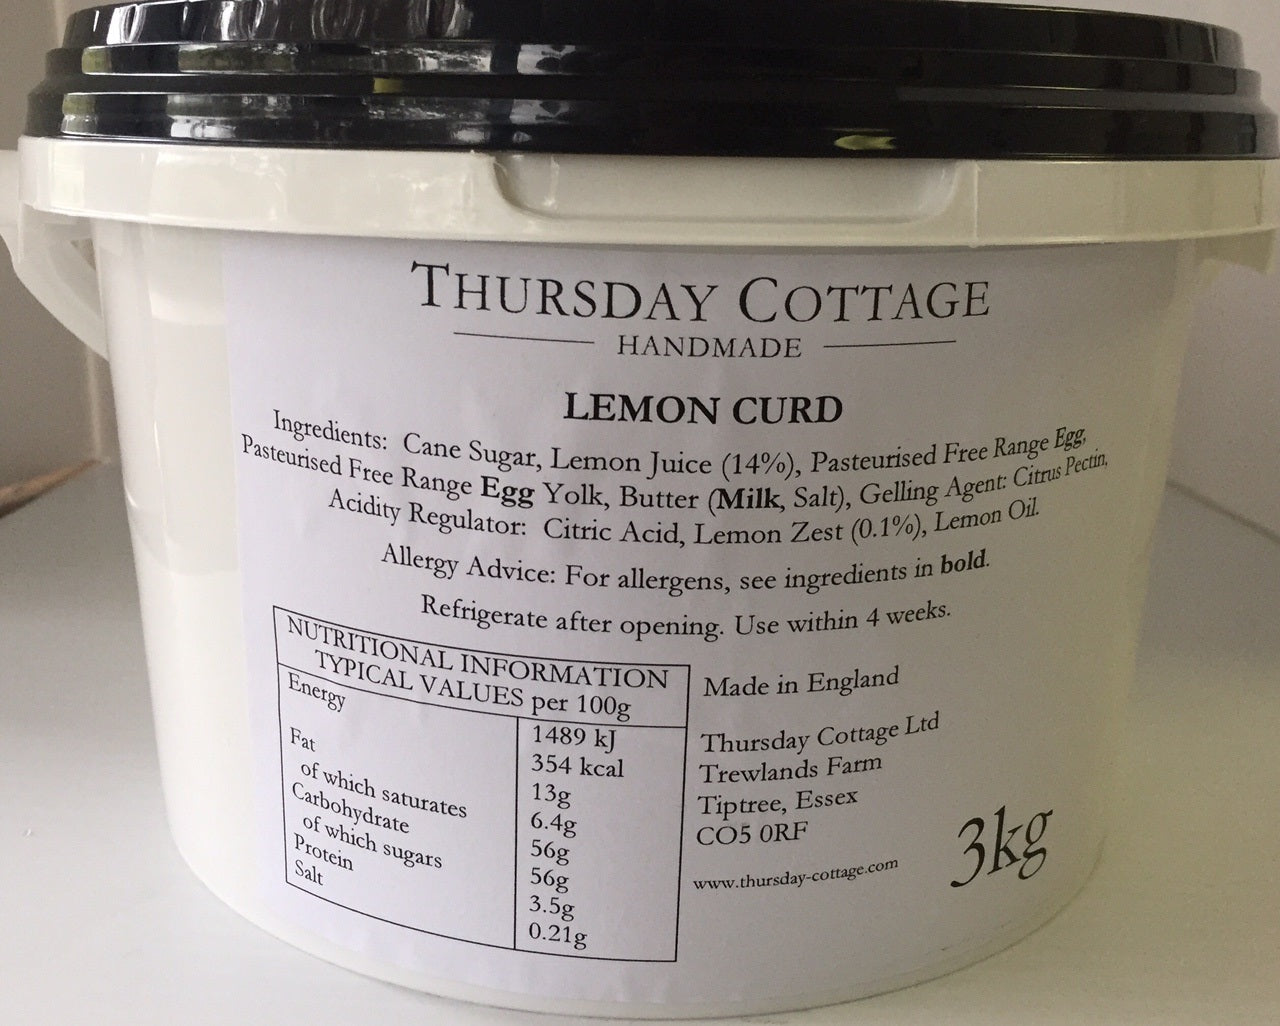 THURSDAY COTTAGE
HANDMADE
LEMON CURD
Ingredients: Cane Sugar, Lemon Juice (14%), Pasteurised Free Range Egg,
Pasteurised Free Range Egg Yolk, Butter (Milk, Salt), Gelling Agent: Citrus Pectin,
Acidity Regulator: Citric Acid, Lemon Zest (0.1%), Lemon Oil.
Allergy Advice: For allergens, see ingredients in bold.
Refrigerate after opening. Use within 4 weeks.
NUTRITIONAL INFORMATION
TYPICAL VALUES per 100g
Energy 1489 kJ
354 kcal
Fat 13g
of which saturates 6.4g
Carbohydrate 56g
of which sugars 56g
Protein 3.5g
Salt 0.21g
Made in England
Thursday Cottage Ltd
Trewlands Farm
Tiptree, Essex
CO5 0RF
www.thursday-cottage.com
3kg